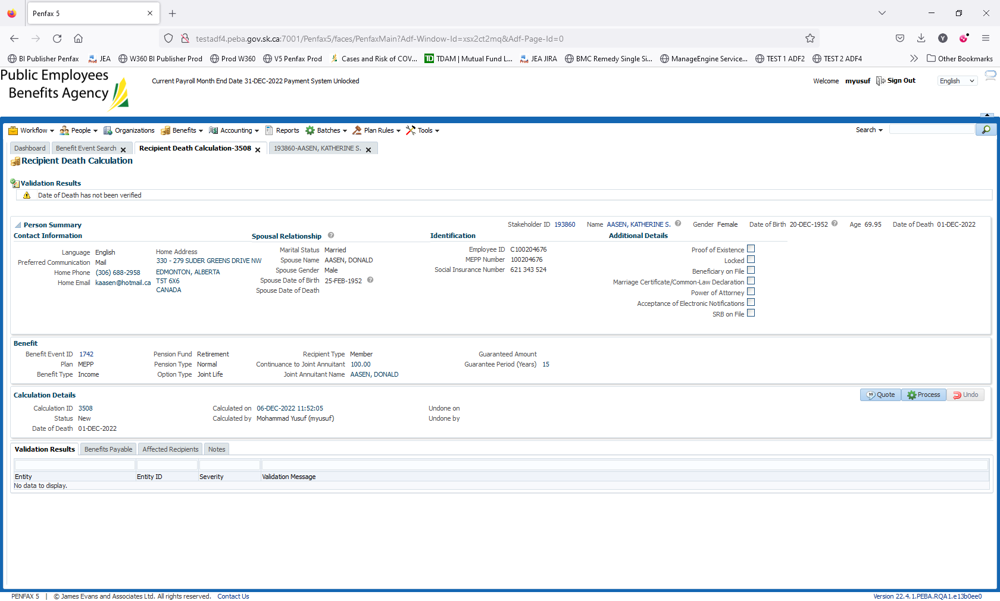 Penfax 5
testadf4.peba.gov.sk.ca:7001/Penfax5/faces/PenfaxMain?Adf-Window-Id=xsx2ct2mq&Adf-Page-Id=0
BI Publisher Penfax JEA W360 BI Publisher Prod Prod W360 V5 Penfax Prod Cases and Risk of COV... TDAM | Mutual Fund L... JEA JIRA BMC Remedy Single Si... ManageEngine Service... TEST 1 ADF2 TEST 2 ADF4 Other Bookmarks
Public Employees
Benefits Agency
Current Payroll Month End Date 31-DEC-2022 Payment System Unlocked
Welcome myusuf Sign Out English
Workflow People Organizations Benefits Accounting Reports Batches Plan Rules Tools Search
Dashboard Benefit Event Search Recipient Death Calculation-3508 193860-AASEN, KATHERINE S.
Recipient Death Calculation
Validation Results
Date of Death has not been verified
Person Summary Stakeholder ID 193860 Name AASEN, KATHERINE S. Gender Female Date of Birth 20-DEC-1952 Age 69.95 Date of Death 01-DEC-2022
Contact Information
Language English
Preferred Communication Mail
Home Phone (306) 688-2958
Home Email kaasen@hotmail.ca
Home Address
330 - 279 SUDER GREENS DRIVE NW
EDMONTON, ALBERTA
T5T 6X6
CANADA
Spousal Relationship
Marital Status Married
Spouse Name AASEN, DONALD
Spouse Gender Male
Spouse Date of Birth 25-FEB-1952
Spouse Date of Death
Identification
Employee ID C100204676
MEPP Number 100204676
Social Insurance Number 621 343 524
Additional Details
Proof of Existence
Locked
Beneficiary on File
Marriage Certificate/Common-Law Declaration
Power of Attorney
Acceptance of Electronic Notifications
SRB on File
Benefit
Benefit Event ID 1742 Pension Fund Retirement Recipient Type Member Guaranteed Amount
Plan MEPP Pension Type Normal Continuance to Joint Annuitant 100.00 Guarantee Period (Years) 15
Benefit Type Income Option Type Joint Life Joint Annuitant Name AASEN, DONALD
Calculation Details Quote Process Undo
Calculation ID 3508 Calculated on 06-DEC-2022 11:52:05 Undone on
Status New Calculated by Mohammad Yusuf (myusuf) Undone by
Date of Death 01-DEC-2022
Validation Results Benefits Payable Affected Recipients Notes
Entity Entity ID Severity Validation Message
No data to display.
PENFAX 5 | © James Evans and Associates Ltd. All rights reserved. Contact Us Version 22.4.1.PEBA.RQA1.e13b0ee0